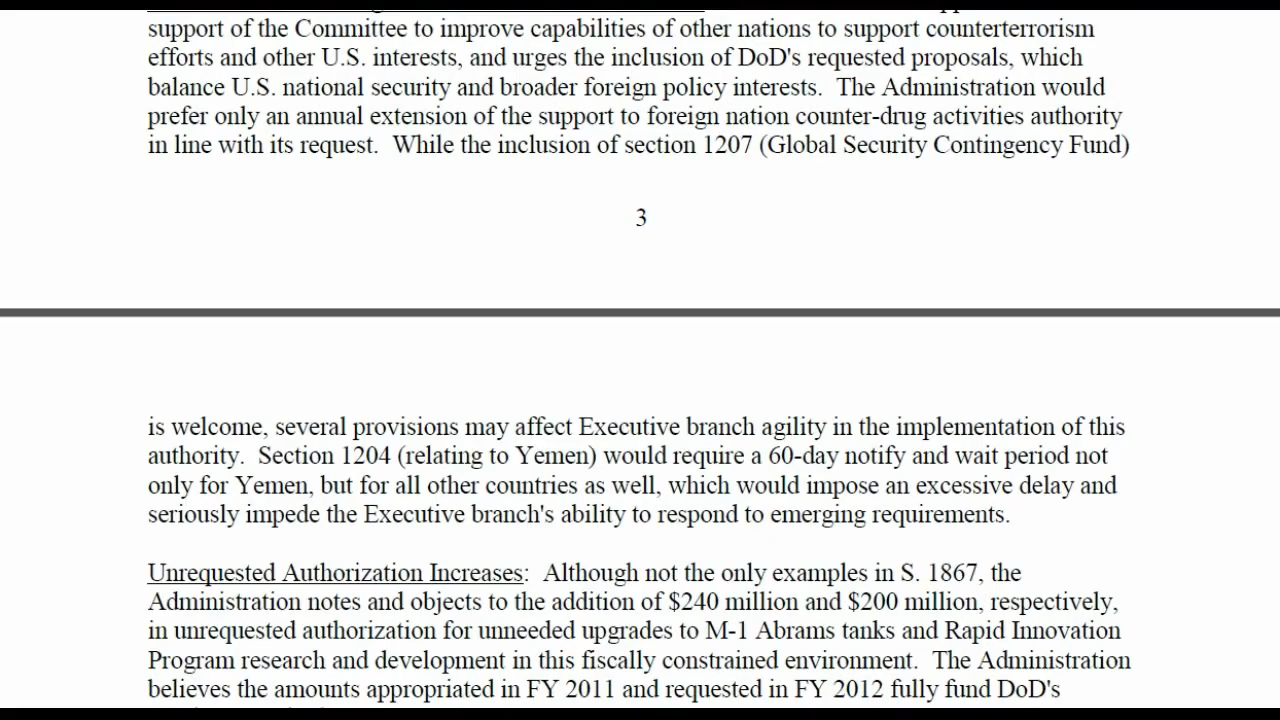 support of the Committee to improve capabilities of other nations to support counterterrorism
efforts and other U.S. interests, and urges the inclusion of DoD's requested proposals, which
balance U.S. national security and broader foreign policy interests.  The Administration would
prefer only an annual extension of the support to foreign nation counter-drug activities authority
in line with its request.  While the inclusion of section 1207 (Global Security Contingency Fund)
3
is welcome, several provisions may affect Executive branch agility in the implementation of this
authority.  Section 1204 (relating to Yemen) would require a 60-day notify and wait period not
only for Yemen, but for all other countries as well, which would impose an excessive delay and
seriously impede the Executive branch's ability to respond to emerging requirements.
Unrequested Authorization Increases:  Although not the only examples in S. 1867, the
Administration notes and objects to the addition of $240 million and $200 million, respectively,
in unrequested authorization for unneeded upgrades to M-1 Abrams tanks and Rapid Innovation
Program research and development in this fiscally constrained environment.  The Administration
believes the amounts appropriated in FY 2011 and requested in FY 2012 fully fund DoD's